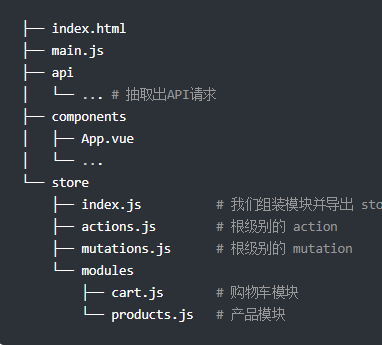 ├── index.html
├── main.js
├── api
│   └── ... # 抽取出API请求
├── components
│   ├── App.vue
│   └── ...
└── store
    ├── index.js          # 我们组装模块并导出 sto
    ├── actions.js        # 根级别的 action
    ├── mutations.js      # 根级别的 mutation
    └── modules
        ├── cart.js       # 购物车模块
        └── products.js   # 产品模块